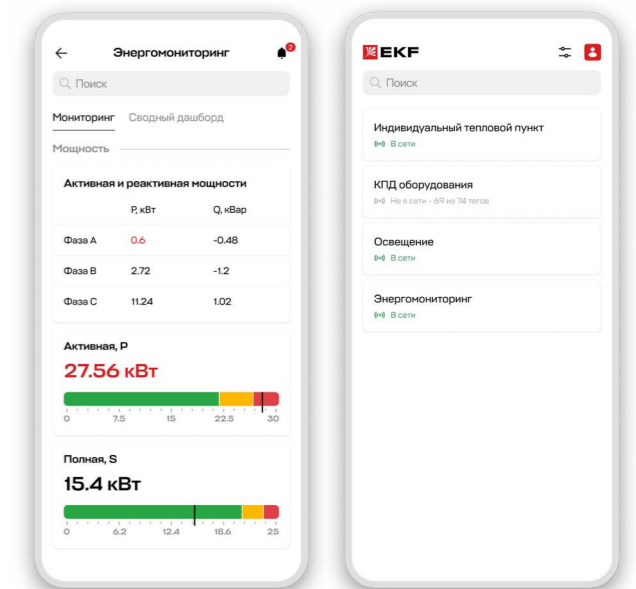 Энергомониторинг
2
Поиск
Мониторинг Сводный дашборд
Мощность
Активная и реактивная мощности
P, кВт Q, кВар
Фаза A 0.6 -0.48
Фаза B 2.72 -1.2
Фаза C 11.24 1.02
Активная, P
27.56 кВт
0 7.5 15 22.5 30
Полная, S
15.4 кВт
0 6.2 12.4 18.6 25
EKF
Поиск
Индивидуальный тепловой пункт
В сети
КПД оборудования
Не в сети - 69 из 74 тегов
Освещение
В сети
Энергомониторинг
В сети